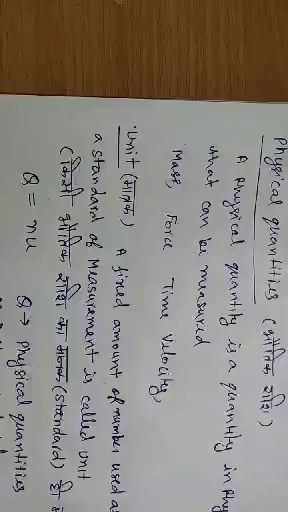 Physical quantities (भौतिक राशि)
A Physical quantity is a quantity in Phy
that can be measured
Mass, Force Time Velocity,
Unit (मात्रक) A fixed amount of number used as
a standard of Measurement is called unit
(किसी भौतिक राशि का मानक (standard) ही
Q = nu Q → Physical quantities